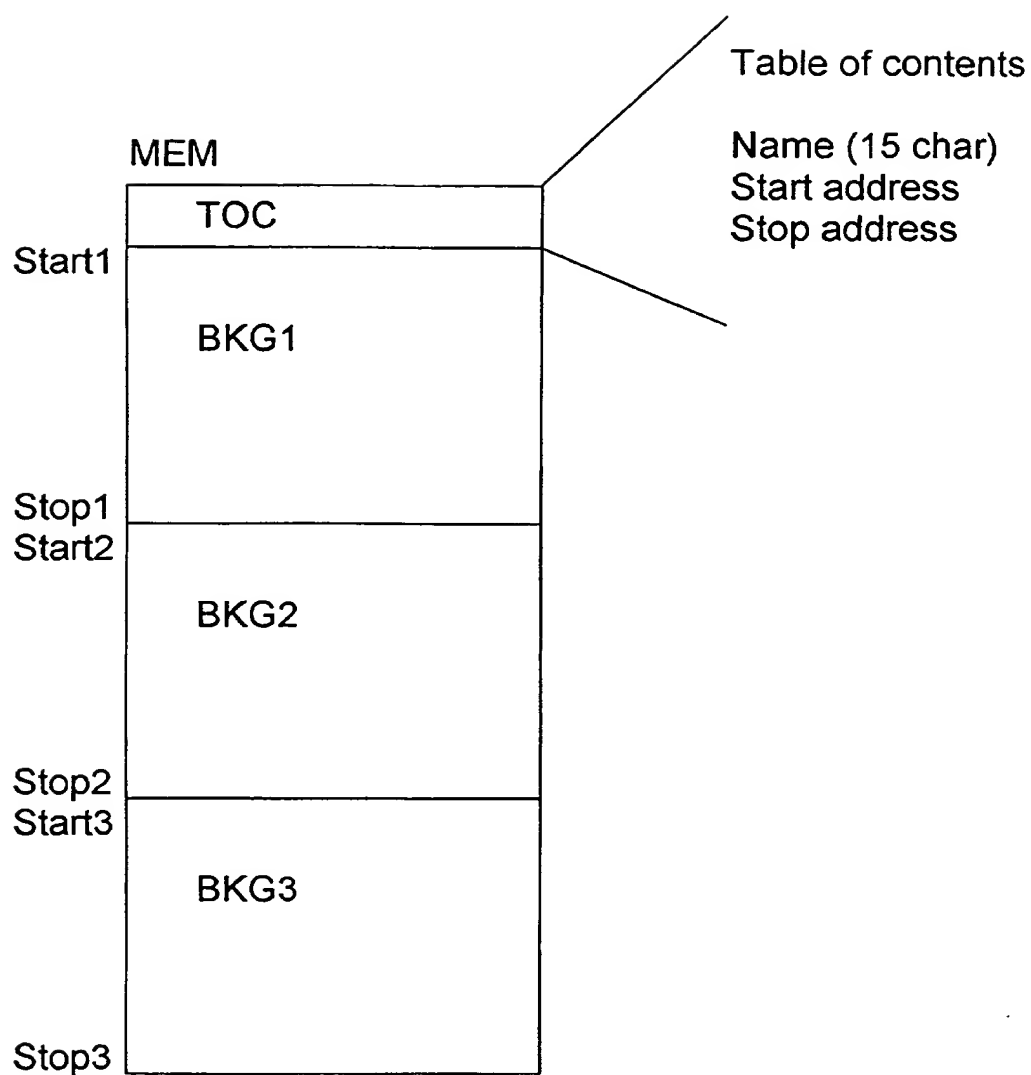 Table of contents
Name (15 char)
Start address
Stop address
MEM
TOC
Start1
BKG1
Stop1
Start2
BKG2
Stop2
Start3
BKG3
Stop3